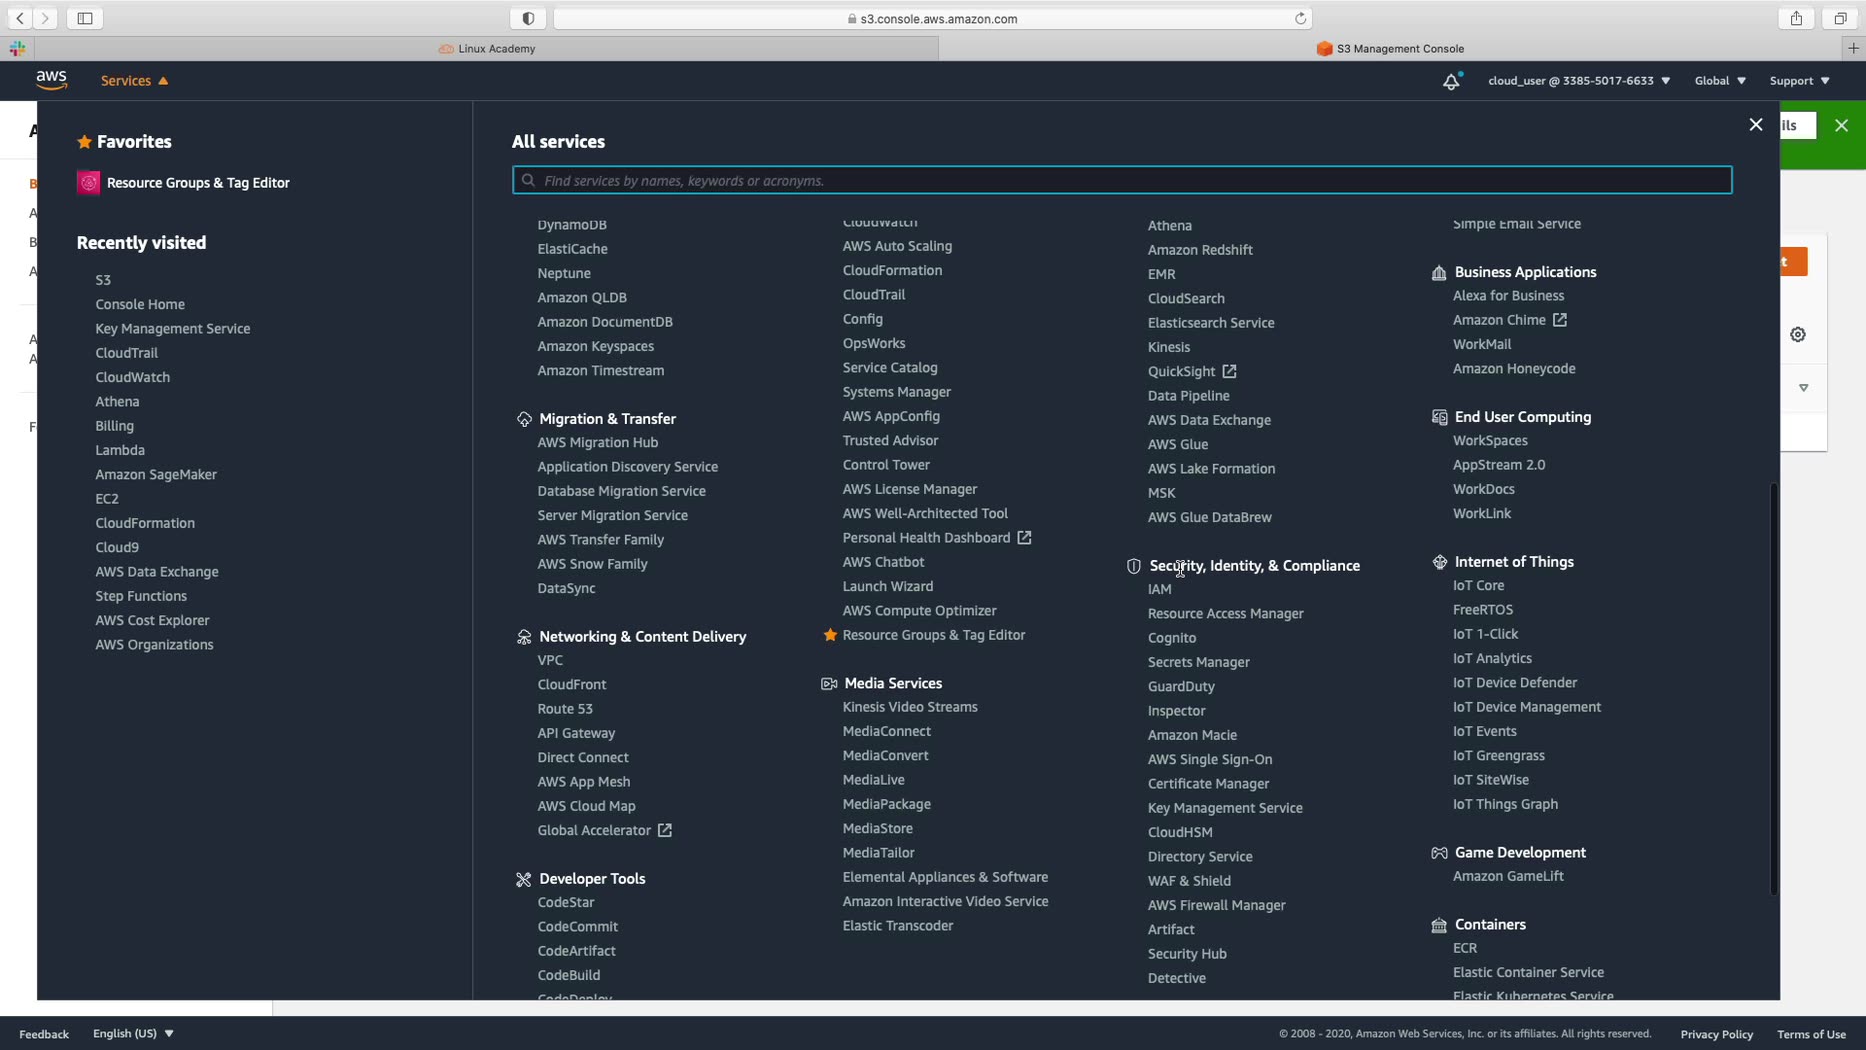 s3.console.aws.amazon.com
Linux Academy
S3 Management Console
aws
Services
cloud_user @ 3385-5017-6633
Global
Support
Favorites
Resource Groups & Tag Editor
Recently visited
S3
Console Home
Key Management Service
CloudTrail
CloudWatch
Athena
Billing
Lambda
Amazon SageMaker
EC2
CloudFormation
Cloud9
AWS Data Exchange
Step Functions
AWS Cost Explorer
AWS Organizations
All services
Find services by names, keywords or acronyms.
DynamoDB
ElastiCache
Neptune
Amazon QLDB
Amazon DocumentDB
Amazon Keyspaces
Amazon Timestream
Migration & Transfer
AWS Migration Hub
Application Discovery Service
Database Migration Service
Server Migration Service
AWS Transfer Family
AWS Snow Family
DataSync
Networking & Content Delivery
VPC
CloudFront
Route 53
API Gateway
Direct Connect
AWS App Mesh
AWS Cloud Map
Global Accelerator
Developer Tools
CodeStar
CodeCommit
CodeArtifact
CodeBuild
CodeDeploy
CloudWatch
AWS Auto Scaling
CloudFormation
CloudTrail
Config
OpsWorks
Service Catalog
Systems Manager
AWS AppConfig
Trusted Advisor
Control Tower
AWS License Manager
AWS Well-Architected Tool
Personal Health Dashboard
AWS Chatbot
Launch Wizard
AWS Compute Optimizer
Resource Groups & Tag Editor
Media Services
Kinesis Video Streams
MediaConnect
MediaConvert
MediaLive
MediaPackage
MediaStore
MediaTailor
Elemental Appliances & Software
Amazon Interactive Video Service
Elastic Transcoder
Athena
Amazon Redshift
EMR
CloudSearch
Elasticsearch Service
Kinesis
QuickSight
Data Pipeline
AWS Data Exchange
AWS Glue
AWS Lake Formation
MSK
AWS Glue DataBrew
Security, Identity, & Compliance
IAM
Resource Access Manager
Cognito
Secrets Manager
GuardDuty
Inspector
Amazon Macie
AWS Single Sign-On
Certificate Manager
Key Management Service
CloudHSM
Directory Service
WAF & Shield
AWS Firewall Manager
Artifact
Security Hub
Detective
Simple Email Service
Business Applications
Alexa for Business
Amazon Chime
WorkMail
Amazon Honeycode
End User Computing
WorkSpaces
AppStream 2.0
WorkDocs
WorkLink
Internet of Things
IoT Core
FreeRTOS
IoT 1-Click
IoT Analytics
IoT Device Defender
IoT Device Management
IoT Events
IoT Greengrass
IoT SiteWise
IoT Things Graph
Game Development
Amazon GameLift
Containers
ECR
Elastic Container Service
Elastic Kubernetes Service
Feedback
English (US)
© 2008 - 2020, Amazon Web Services, Inc. or its affiliates. All rights reserved.
Privacy Policy
Terms of Use